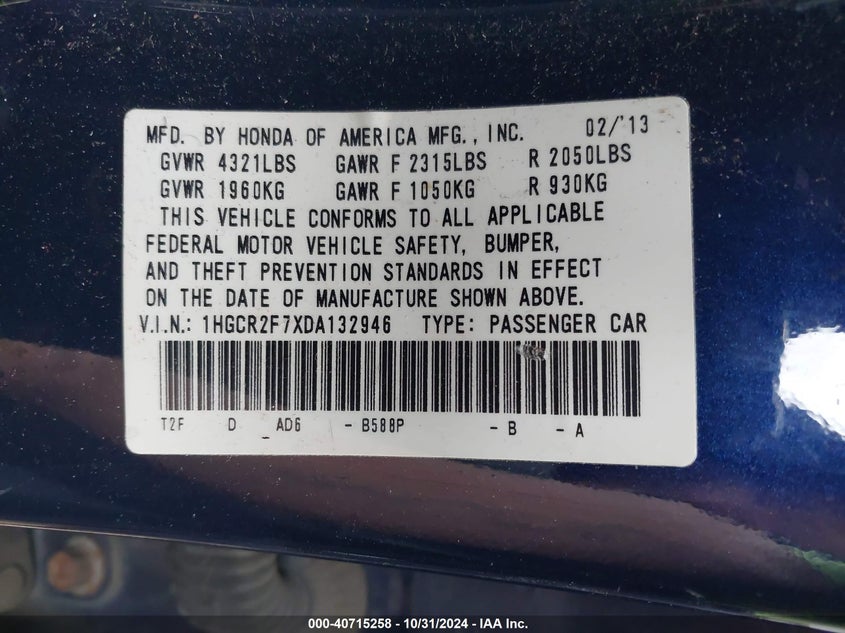 MFD. BY HONDA OF AMERICA MFG., INC. 02/'13
GVWR 4321LBS GAWR F 2315LBS R 2050LBS
GVWR 1960KG GAWR F 1050KG R 930KG
THIS VEHICLE CONFORMS TO ALL APPLICABLE
FEDERAL MOTOR VEHICLE SAFETY, BUMPER,
AND THEFT PREVENTION STANDARDS IN EFFECT
ON THE DATE OF MANUFACTURE SHOWN ABOVE.
V.I.N.: 1HGCR2F7XDA132946 TYPE: PASSENGER CAR
T2F D _AD6 -B588P -B -A
000-40715258 - 10/31/2024 - IAA Inc.